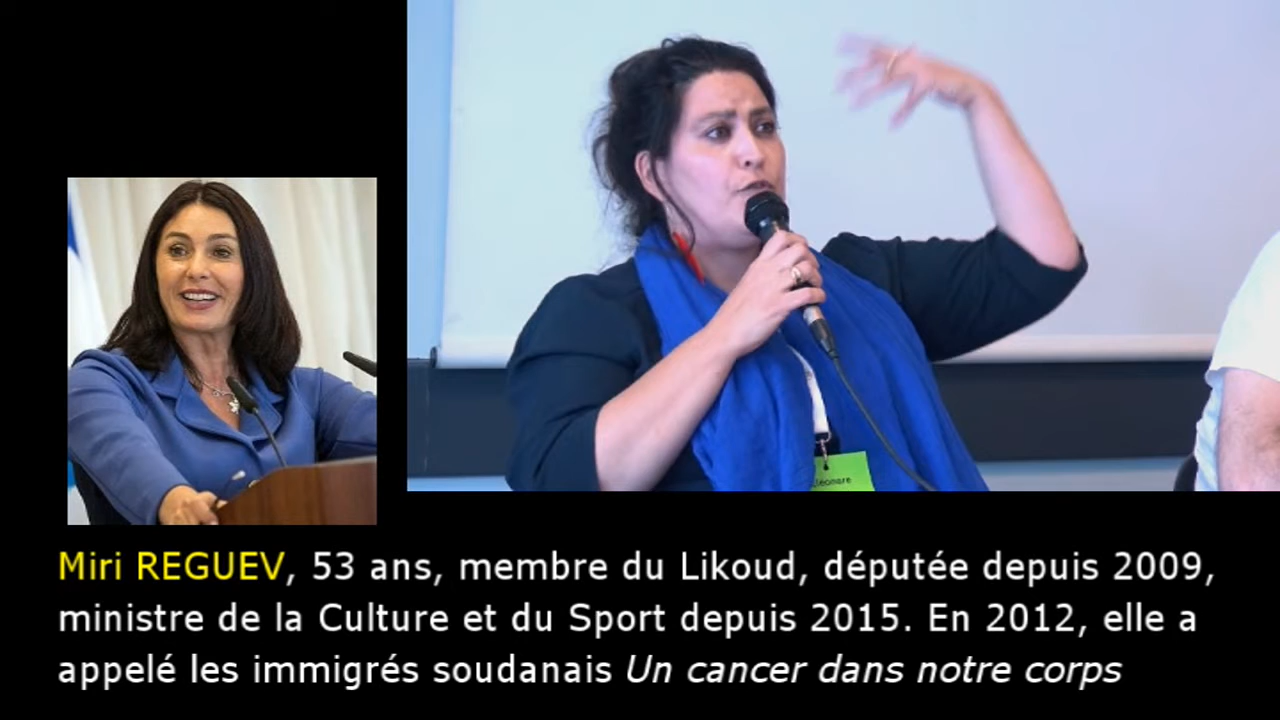 Léonore
Miri REGUEV, 53 ans, membre du Likoud, députée depuis 2009,
ministre de la Culture et du Sport depuis 2015. En 2012, elle a
appelé les immigrés soudanais Un cancer dans notre corps